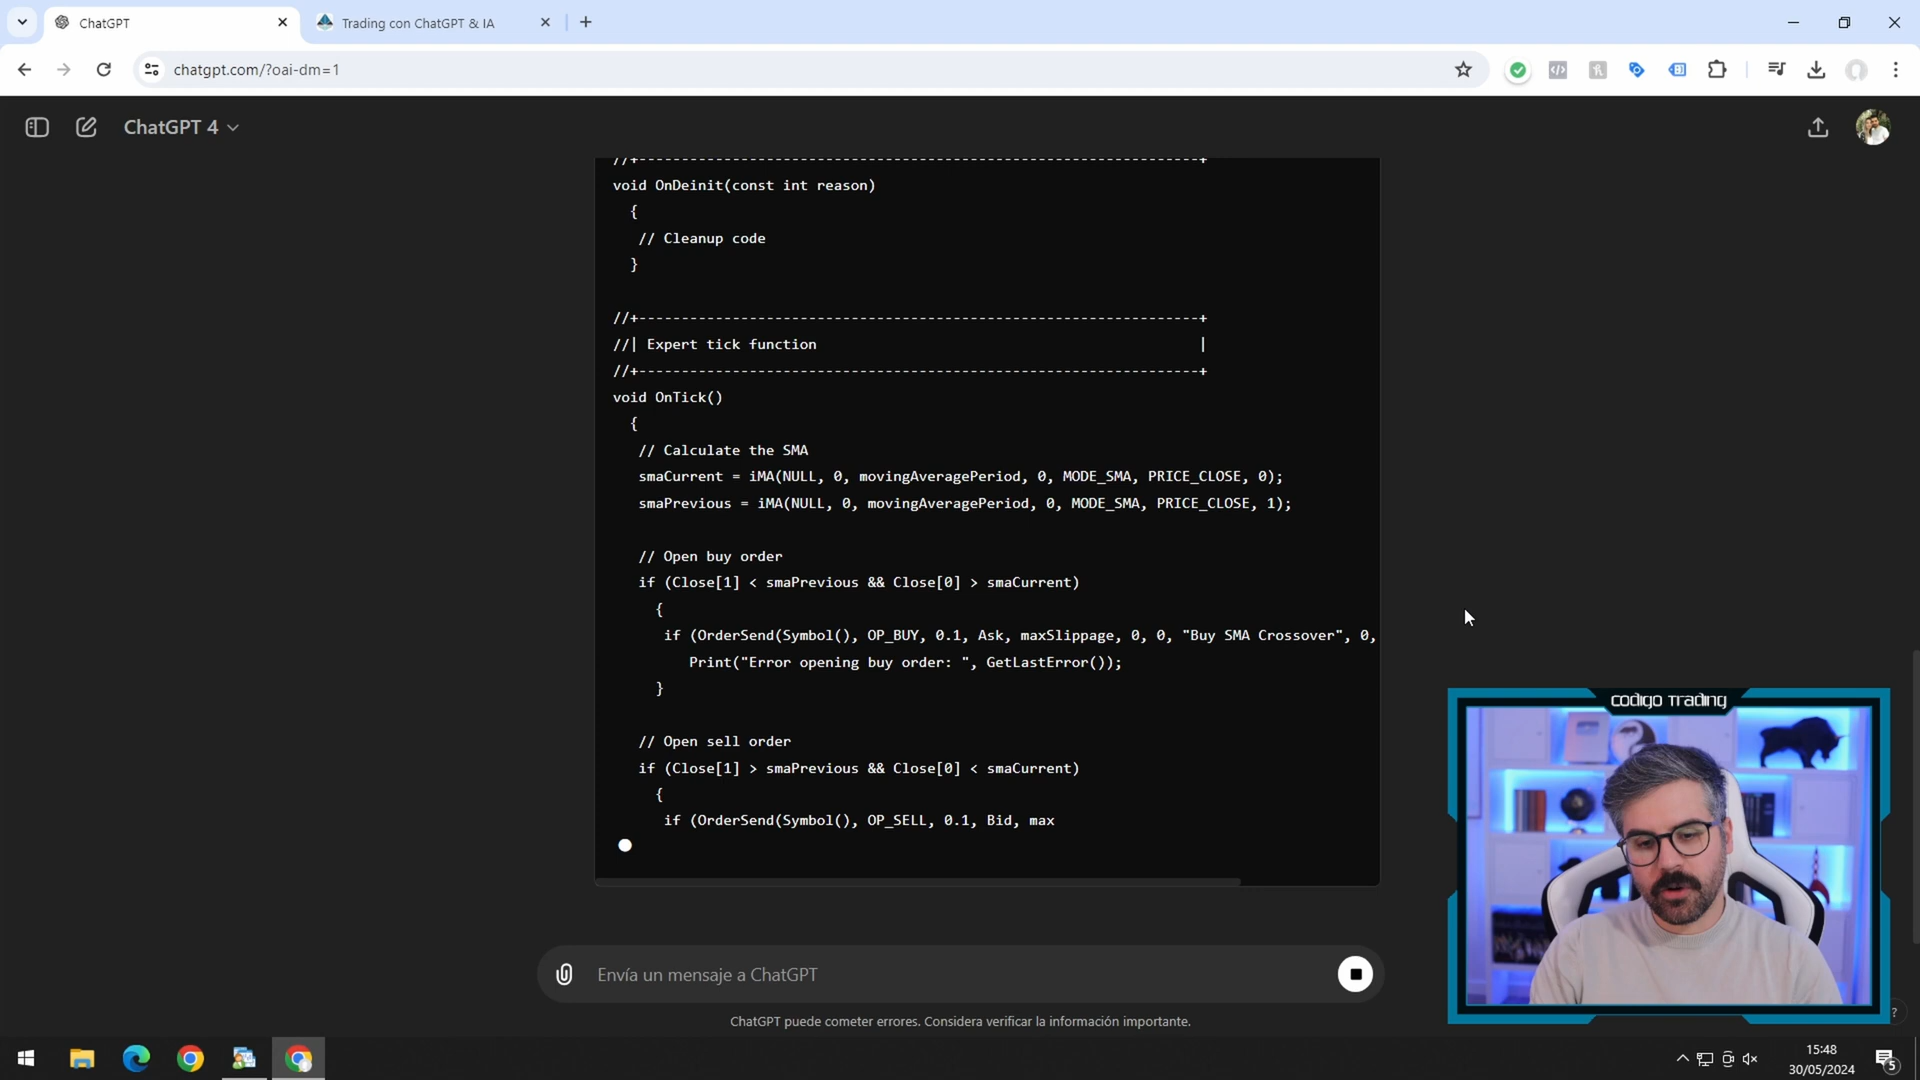 ChatGPT
Trading con ChatGPT & IA
chatgpt.com/?oai-dm=1
ChatGPT 4
//+------------------------------------------------------------------+
void OnDeinit(const int reason)
{
// Cleanup code
}
//+------------------------------------------------------------------+
//| Expert tick function |
//+------------------------------------------------------------------+
void OnTick()
{
// Calculate the SMA
smaCurrent = iMA(NULL, 0, movingAveragePeriod, 0, MODE_SMA, PRICE_CLOSE, 0);
smaPrevious = iMA(NULL, 0, movingAveragePeriod, 0, MODE_SMA, PRICE_CLOSE, 1);
// Open buy order
if (Close[1] < smaPrevious && Close[0] > smaCurrent)
{
if (OrderSend(Symbol(), OP_BUY, 0.1, Ask, maxSlippage, 0, 0, "Buy SMA Crossover", 0,
Print("Error opening buy order: ", GetLastError());
}
// Open sell order
if (Close[1] > smaPrevious && Close[0] < smaCurrent)
{
if (OrderSend(Symbol(), OP_SELL, 0.1, Bid, max
codigo Trading
Envía un mensaje a ChatGPT
ChatGPT puede cometer errores. Considera verificar la información importante.
?
15:48
30/05/2024
5